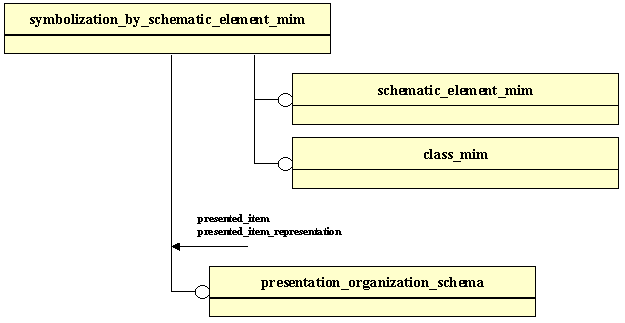 symbolization_by_schematic_element_mim
schematic_element_mim
class_mim
presented_item
presented_item_representation
presentation_organization_schema